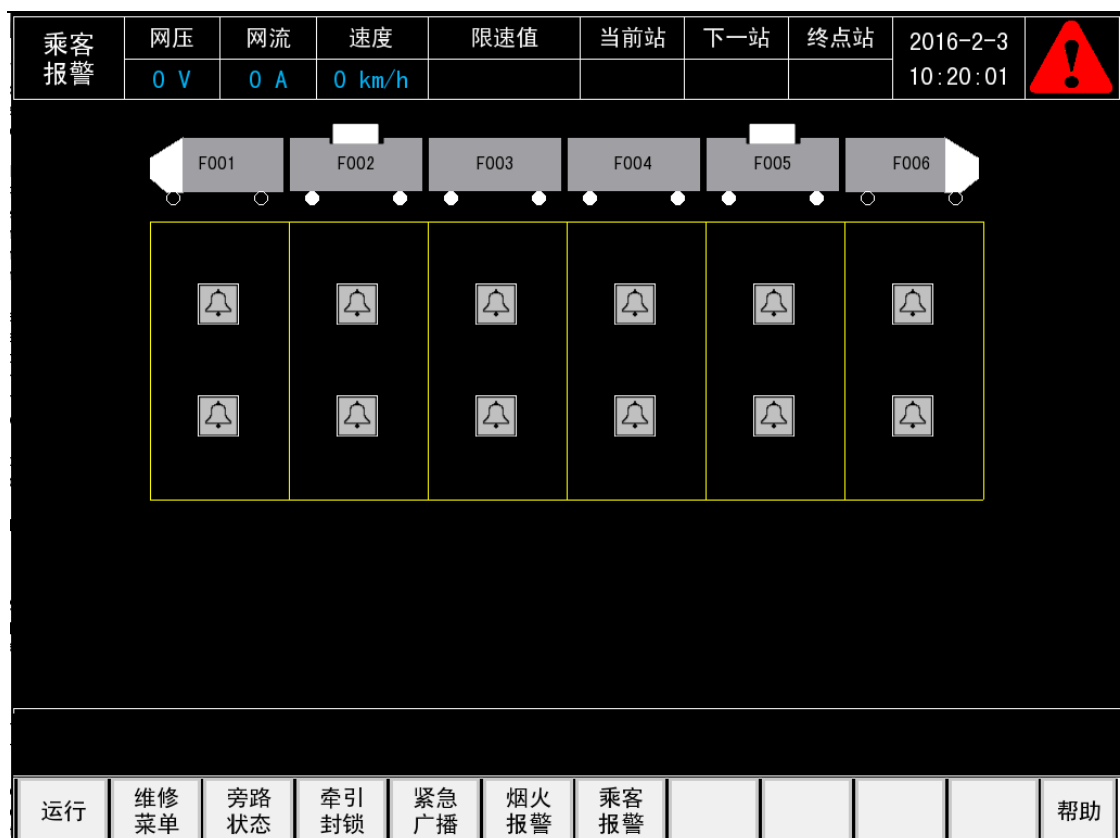 乘客
报警
网压 网流 速度 限速值 当前站 下一站 终点站
0 V 0 A 0 km/h
2016-2-3
10:20:01
F001 F002 F003 F004 F005 F006
运行
维修
菜单
旁路
状态
牵引
封锁
紧急
广播
烟火
报警
乘客
报警
帮助